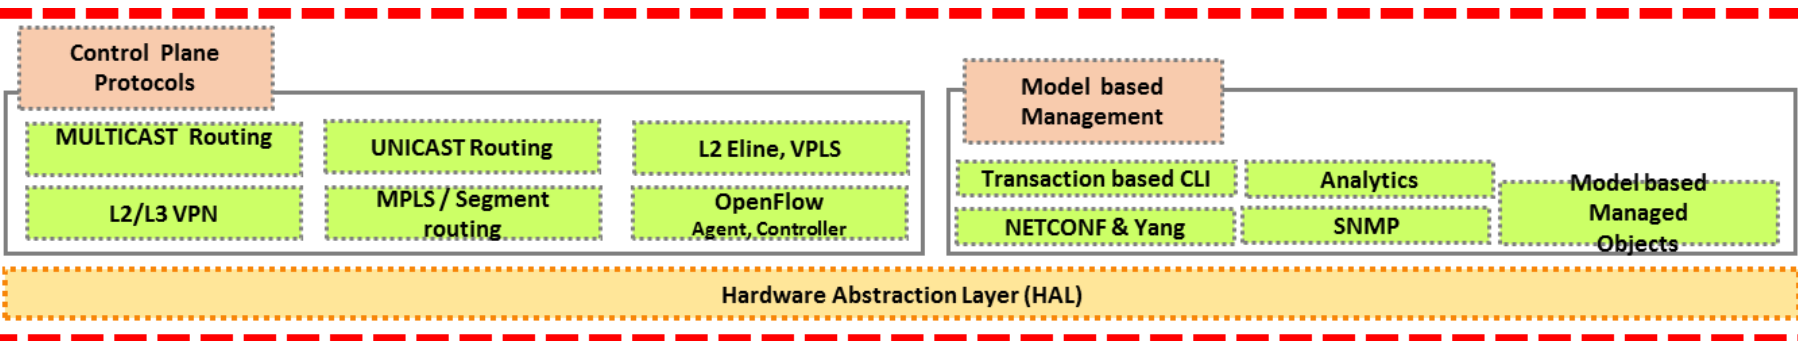 Control Plane
Protocols
MULTICAST Routing
UNICAST Routing
L2 Eline, VPLS
L2/L3 VPN
MPLS / Segment
routing
OpenFlow
Agent, Controller
Model based
Management
Transaction based CLI
Analytics
NETCONF & Yang
SNMP
Model based
Managed
Objects
Hardware Abstraction Layer (HAL)